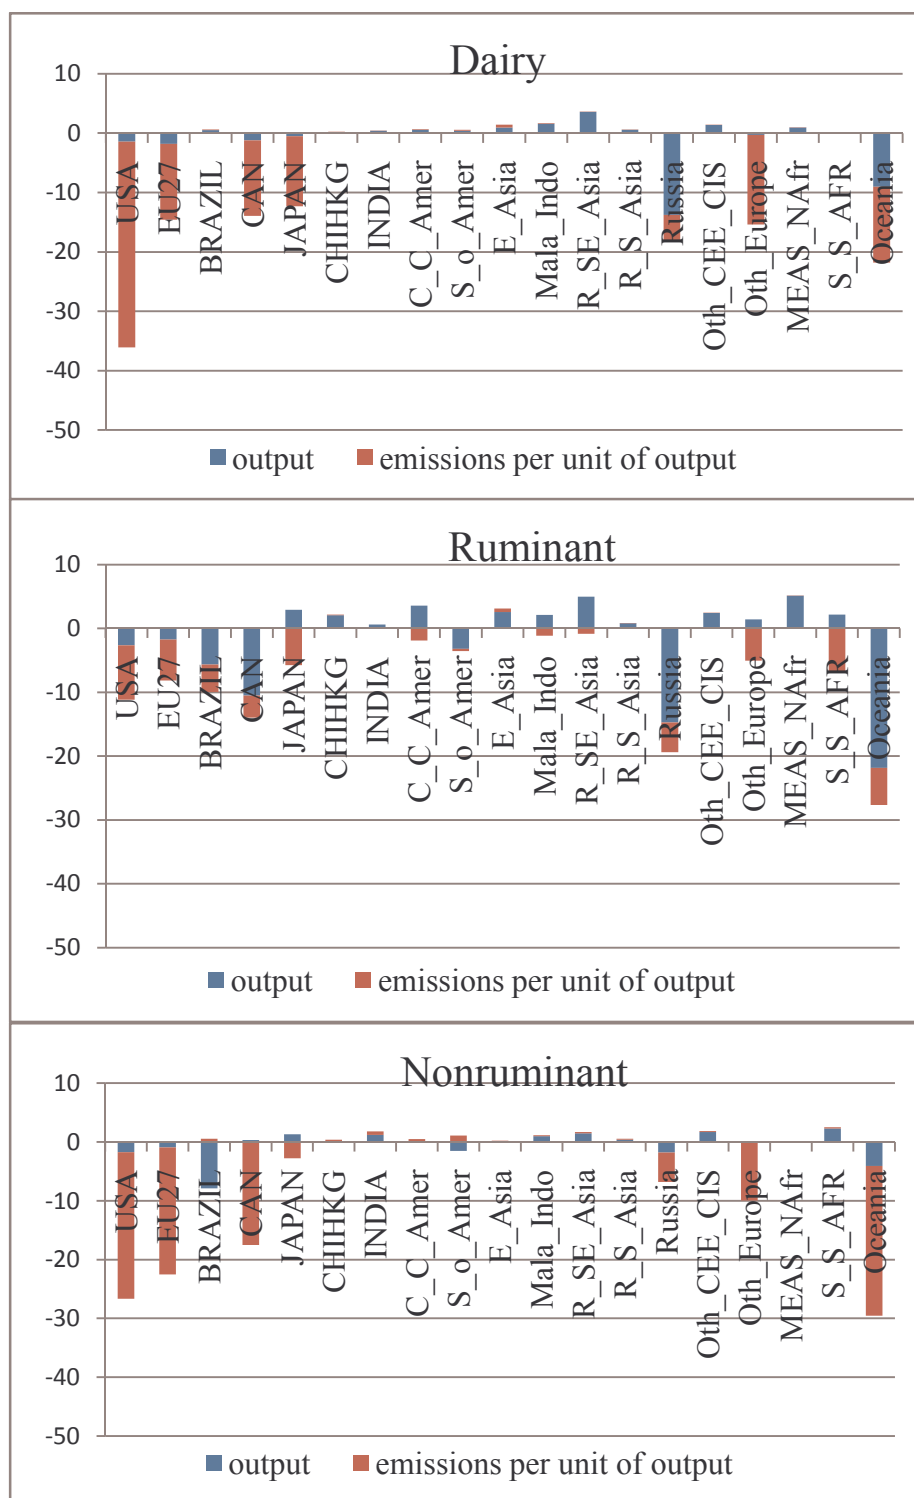 Dairy
10
0
-10
-20
-30
-40
-50
USA
EU27
BRAZIL
CAN
JAPAN
CHIHKG
INDIA
C_C_Amer
S_o_Amer
E_Asia
Mala_Indo
R_SE_Asia
R_S_Asia
Russia
Oth_CEE_CIS
Oth_Europe
MEAS_NAfr
S_S_AFR
Oceania
output emissions per unit of output
Ruminant
10
0
-10
-20
-30
-40
-50
USA
EU27
BRAZIL
CAN
JAPAN
CHIHKG
INDIA
C_C_Amer
S_o_Amer
E_Asia
Mala_Indo
R_SE_Asia
R_S_Asia
Russia
Oth_CEE_CIS
Oth_Europe
MEAS_NAfr
S_S_AFR
Oceania
output emissions per unit of output
Nonruminant
10
0
-10
-20
-30
-40
-50
USA
EU27
BRAZIL
CAN
JAPAN
CHIHKG
INDIA
C_C_Amer
S_o_Amer
E_Asia
Mala_Indo
R_SE_Asia
R_S_Asia
Russia
Oth_CEE_CIS
Oth_Europe
MEAS_NAfr
S_S_AFR
Oceania
output emissions per unit of output